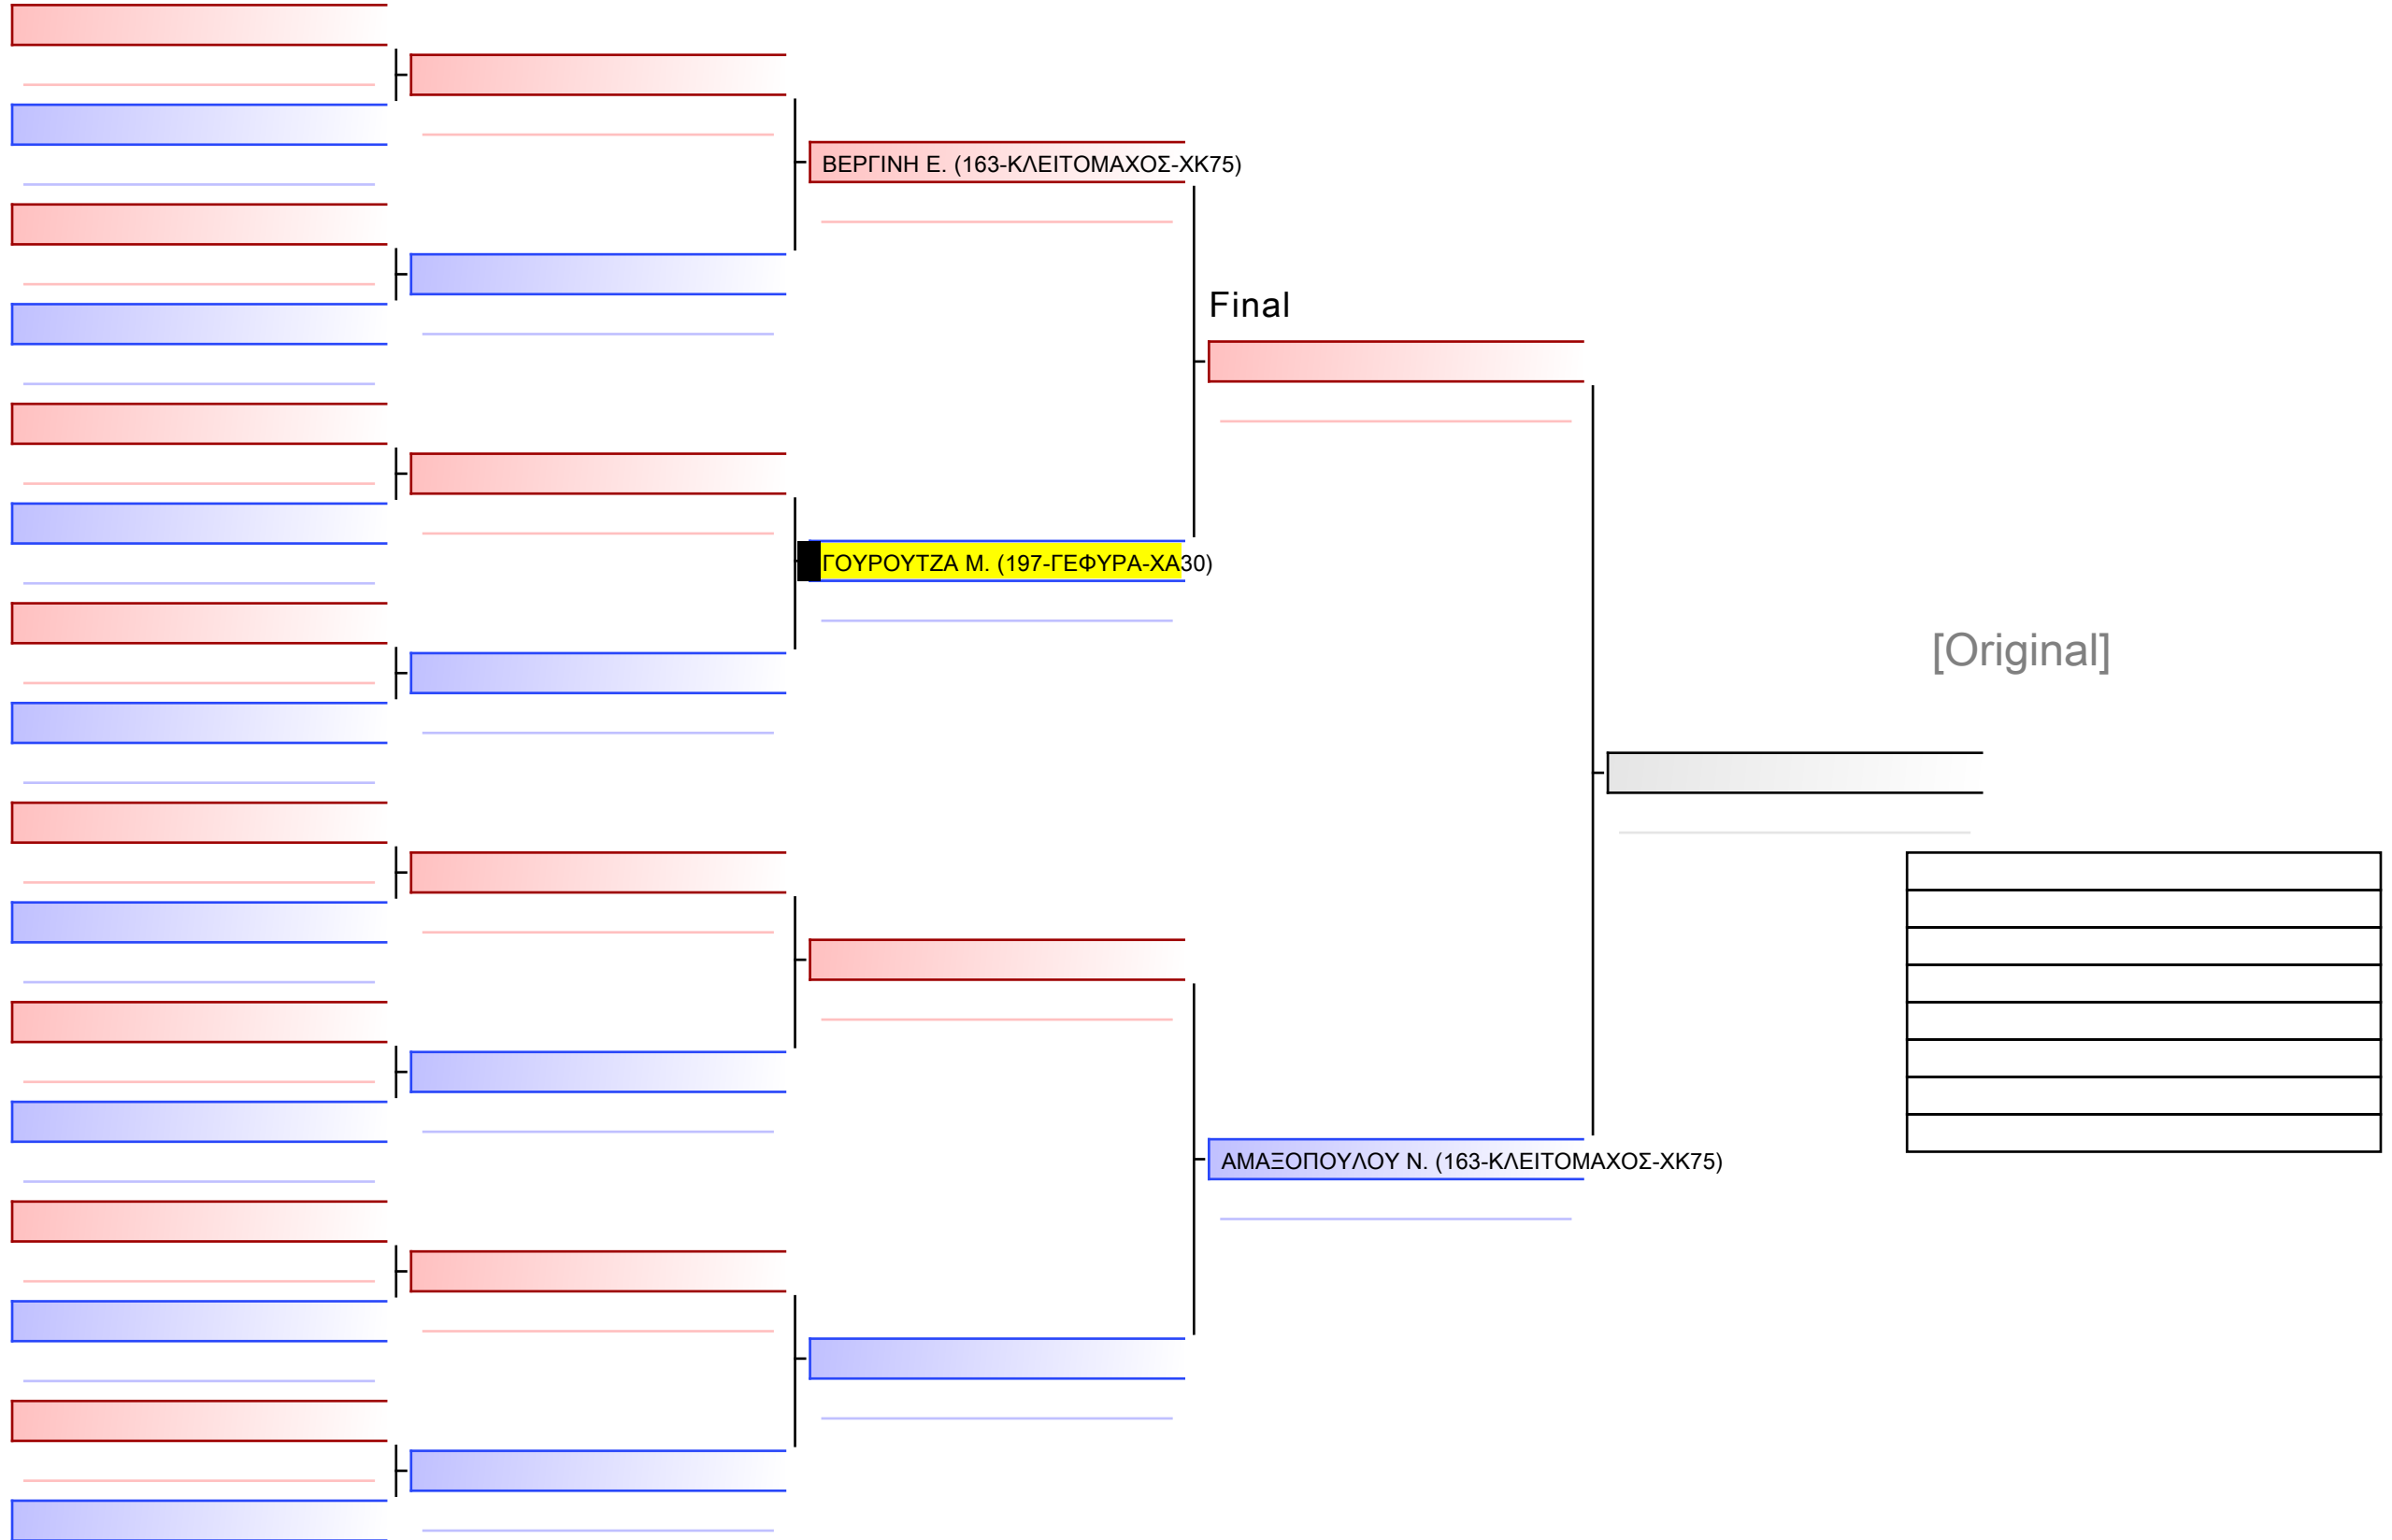 ΒΕΡΓΙΝΗ Ε. (163-ΚΛΕΙΤΟΜΑΧΟΣ-ΧΚ75)
Final
ΓΟΥΡΟΥΤΖΑ Μ. (197-ΓΕΦΥΡΑ-ΧΑ30)
[Original]
ΑΜΑΞΟΠΟΥΛΟΥ Ν. (163-ΚΛΕΙΤΟΜΑΧΟΣ-ΧΚ75)